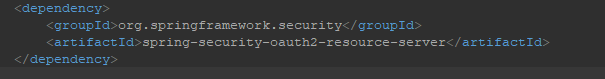 <dependency>
<groupId>org.springframework.security</groupId>
<artifactId>spring-security-oauth2-resource-server</artifactId>
</dependency>